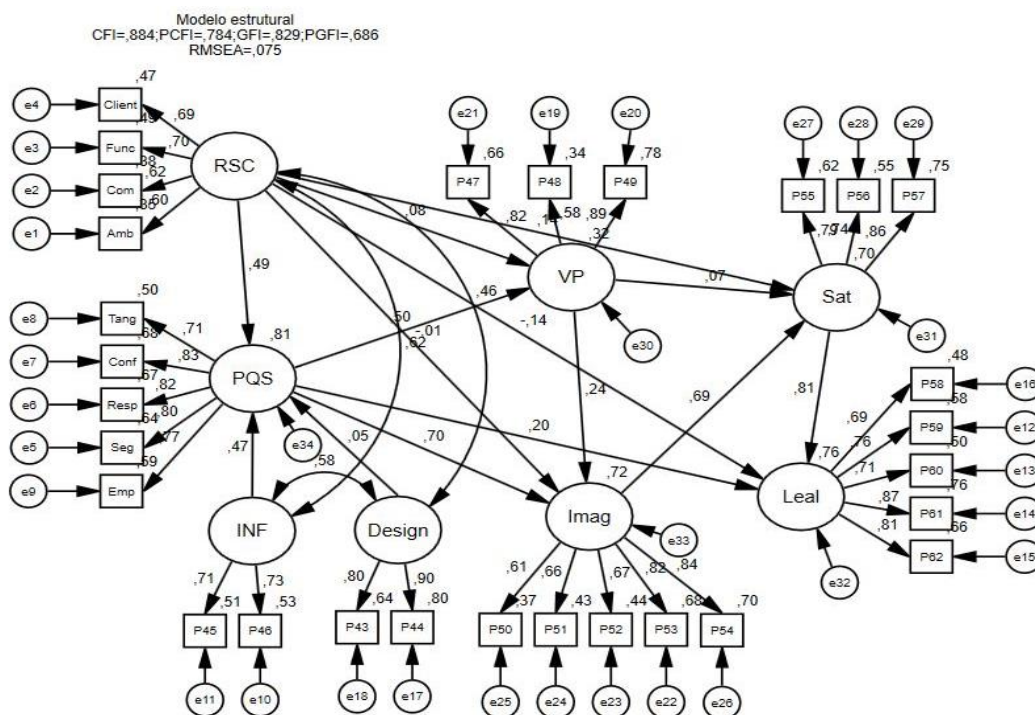 Modelo estrutural
CFI=,884;PCFI=,784;GFI=,829;PGFI=,686
RMSEA=,075
,47
e4 Client
,69
e3 Func
,70
,38
e2 Com
,62
,60
e1 Amb
RSC
e21 e19 e20
,66 ,34 ,78
P47 P48 P49
,82 ,58 ,89
,32
VP
e30
e27 e28 e29
,62 ,55 ,75
P55 P56 P57
,74 ,86
,70
Sat
e31
,08
,07
,49
,46
,50
-,01
,62
-,14
,50
e8 Tang
,71
,68
e7 Conf
,83
,67
e6 Resp
,82
,80
,64
e5 Seg
,77
,59
e9 Emp
,81
PQS
e34
,24
,69
,81
,20
,70
,05
,47
,58
,48
P58 e16
,69
,58
P59 e12
,76
,50
P60 e13
,71
,76
P61 e14
,87
,66
P62 e15
,81
,76
Leal
e32
INF
Design
,72
Imag
e33
,71 ,73
,51 ,53
P45 P46
e11 e10
,80 ,90
,64 ,80
P43 P44
e18 e17
,61 ,66 ,67 ,82 ,84
,37 ,43 ,44 ,68 ,70
P50 P51 P52 P53 P54
e25 e24 e23 e22 e26